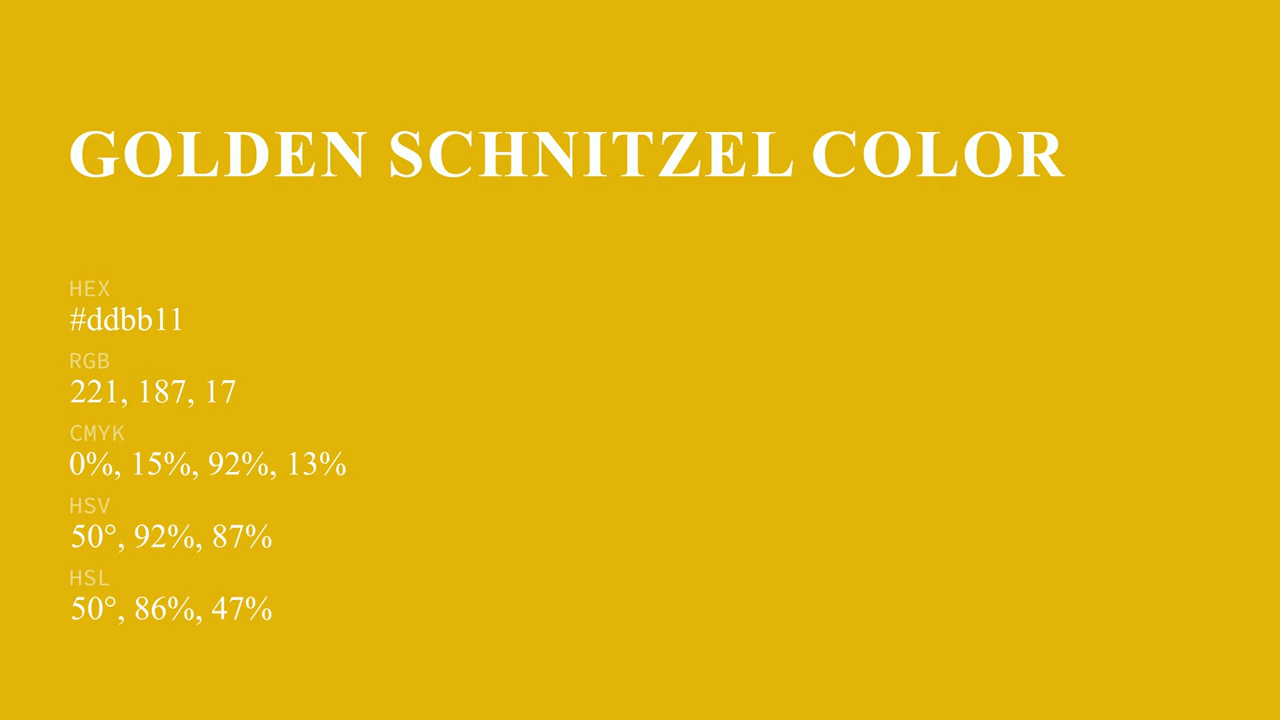 GOLDEN SCHNITZEL COLOR
HEX
#ddbb11
RGB
221, 187, 17
CMYK
0%, 15%, 92%, 13%
HSV
50°, 92%, 87%
HSL
50°, 86%, 47%